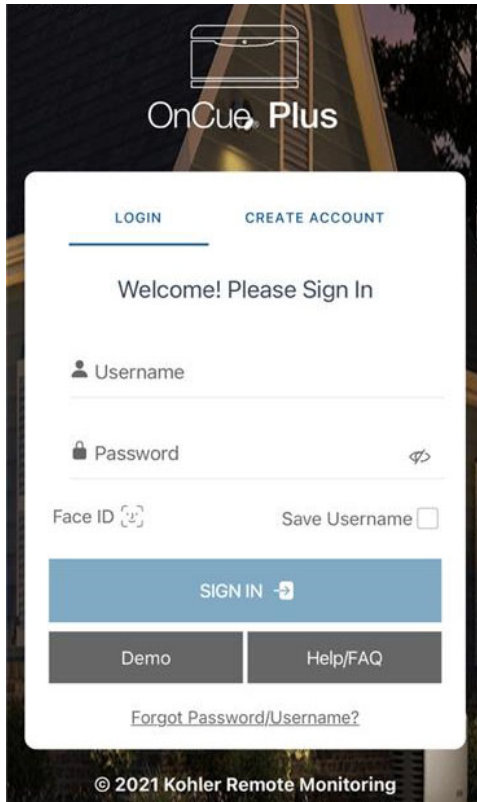 OnCue Plus
LOGIN CREATE ACCOUNT
Welcome! Please Sign In
Username
Password
Face ID Save Username
SIGN IN
Demo Help/FAQ
Forgot Password/Username?
© 2021 Kohler Remote Monitoring